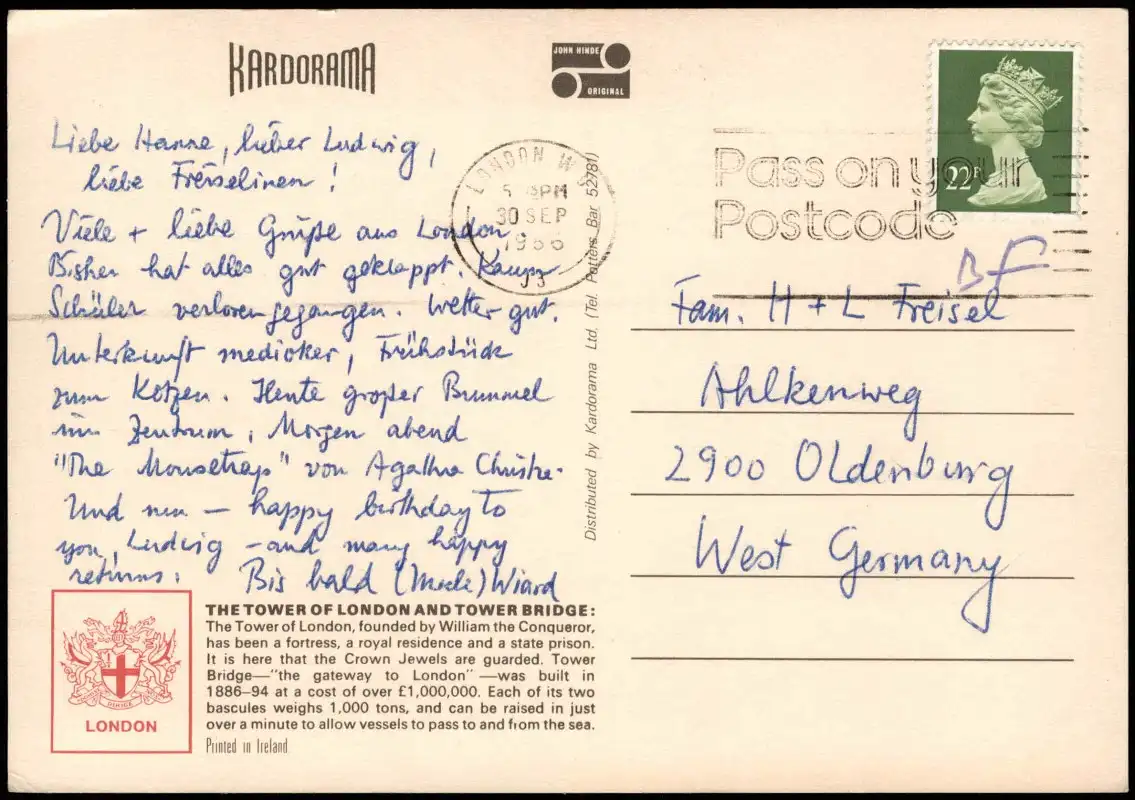 KARDORAMA
JOHN HINDE
ORIGINAL
Liebe Hanne, lieber Ludwig,
liebe Freiselinen!
Viele + liebe Grüße aus London.
Bisher hat alles gut geklappt. Kaum
Schüler verlorengegangen. Wetter gut.
Unterkunft medioker, Frühstück
zum Kotzen. Heute großer Bummel
im Zentrum, Morgen abend
"The Mousetrap" von Agatha Christie.
Und nun – happy birthday to
you, Ludwig – and many happy
returns. Bis bald Wiard
LONDON W
PM
30 SEP
1986
Pass on your
Postcode
22P
BF
Fam. H + L Freisel
Ahlkenweg
2900 Oldenburg
West Germany
Distributed by Kardorama Ltd. (Tel. Potters Bar 52781)
THE TOWER OF LONDON AND TOWER BRIDGE:
The Tower of London, founded by William the Conqueror,
has been a fortress, a royal residence and a state prison.
It is here that the Crown Jewels are guarded. Tower
Bridge—"the gateway to London"—was built in
1886–94 at a cost of over £1,000,000. Each of its two
bascules weighs 1,000 tons, and can be raised in just
over a minute to allow vessels to pass to and from the sea.
Printed in Ireland
LONDON